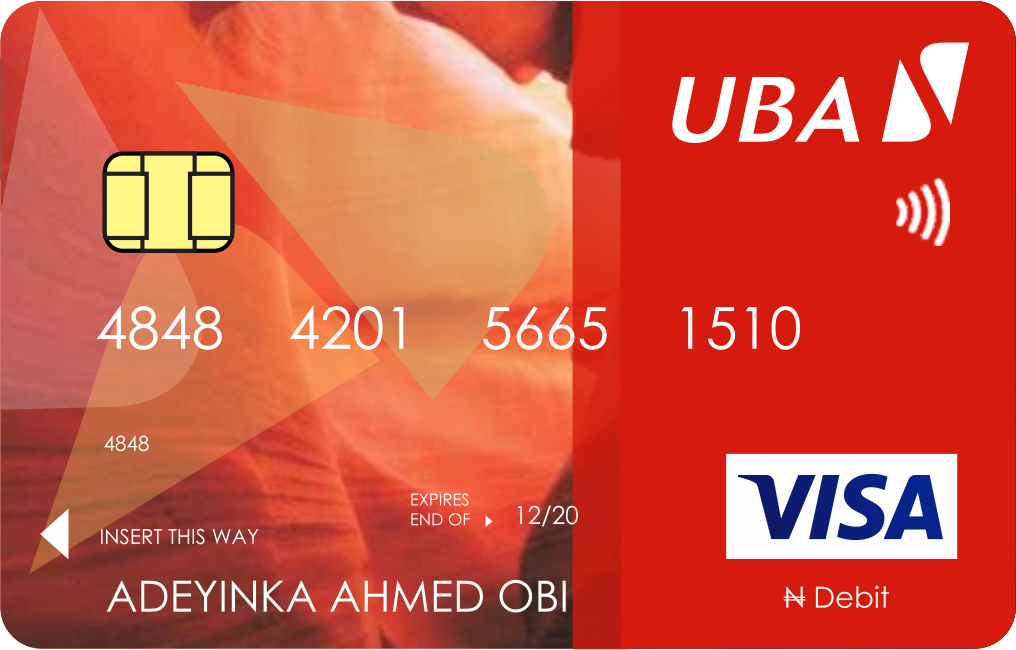 UBA
4848 4201 5665 1510
4848
EXPIRES
END OF 12/20
INSERT THIS WAY
ADEYINKA AHMED OBI
VISA
₦ Debit